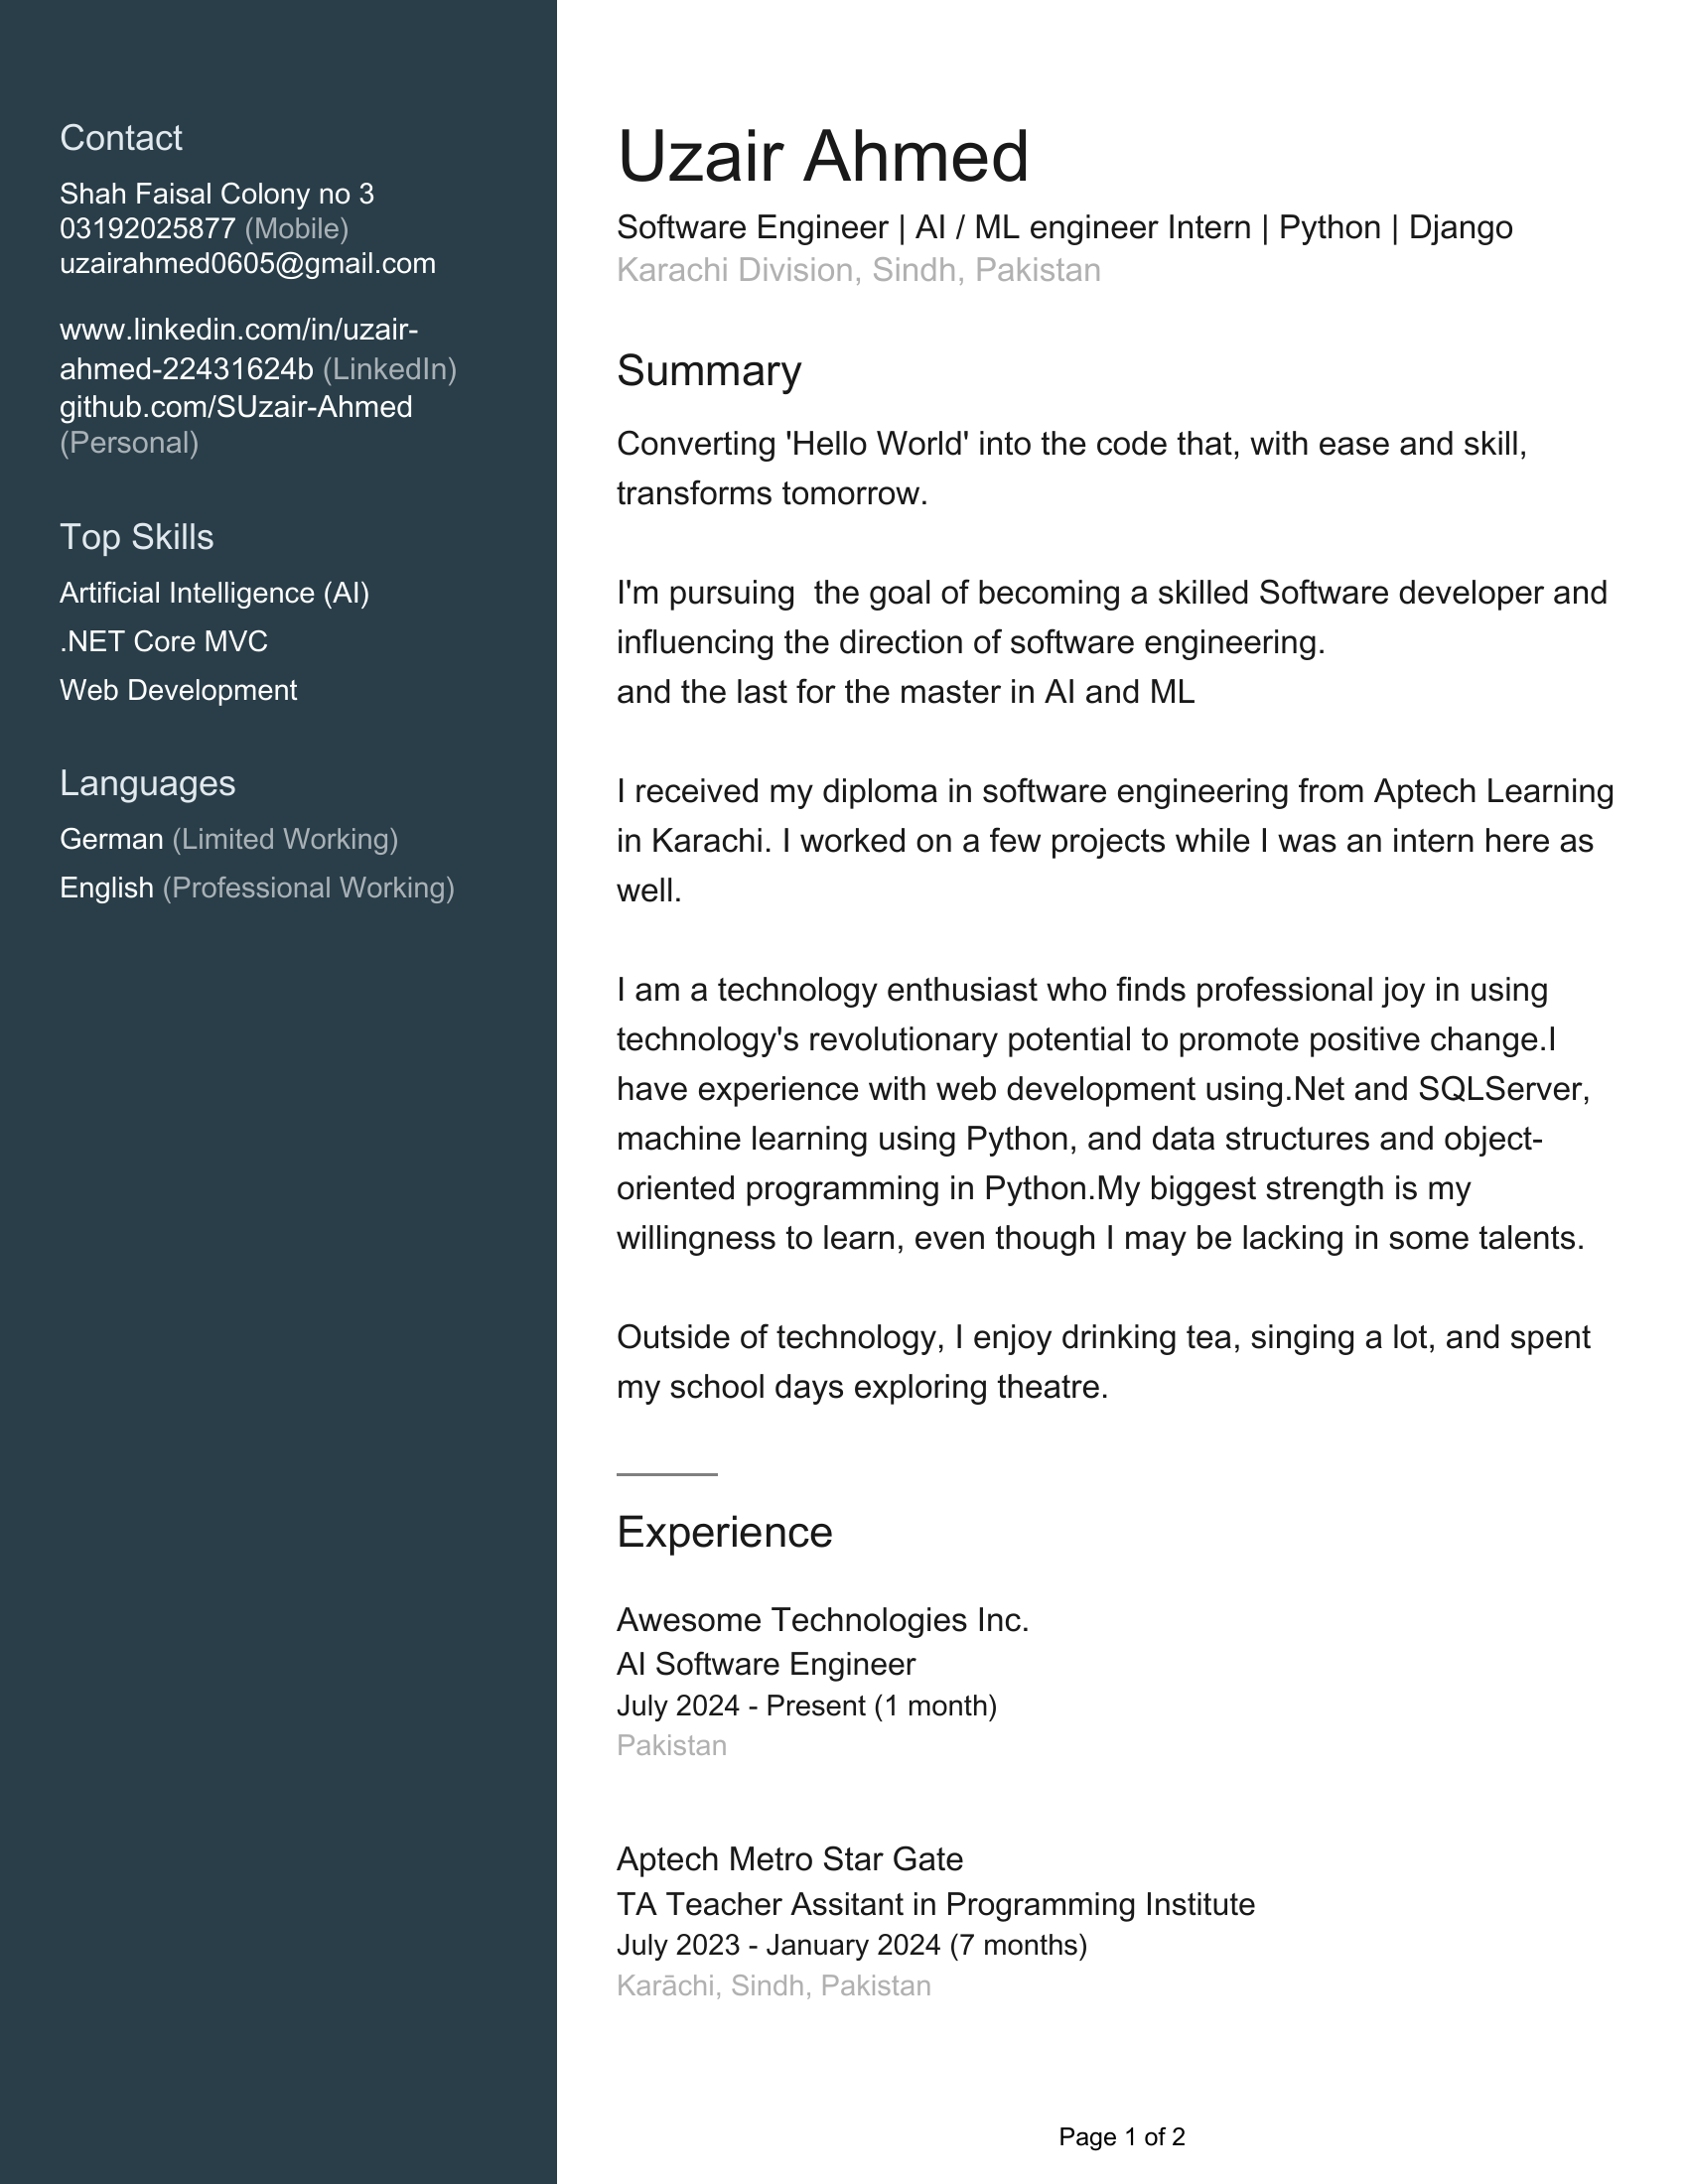 Contact
Shah Faisal Colony no 3
03192025877 (Mobile)
uzairahmed0605@gmail.com
www.linkedin.com/in/uzair-
ahmed-22431624b (LinkedIn)
github.com/SUzair-Ahmed
(Personal)
Top Skills
Artificial Intelligence (AI)
.NET Core MVC
Web Development
Languages
German (Limited Working)
English (Professional Working)
Uzair Ahmed
Software Engineer | AI / ML engineer Intern | Python | Django
Karachi Division, Sindh, Pakistan
Summary
Converting 'Hello World' into the code that, with ease and skill,
transforms tomorrow.
I'm pursuing  the goal of becoming a skilled Software developer and
influencing the direction of software engineering.
and the last for the master in AI and ML
I received my diploma in software engineering from Aptech Learning
in Karachi. I worked on a few projects while I was an intern here as
well.
I am a technology enthusiast who finds professional joy in using
technology's revolutionary potential to promote positive change.I
have experience with web development using.Net and SQLServer,
machine learning using Python, and data structures and object-
oriented programming in Python.My biggest strength is my
willingness to learn, even though I may be lacking in some talents.
Outside of technology, I enjoy drinking tea, singing a lot, and spent
my school days exploring theatre.
Experience
Awesome Technologies Inc.
AI Software Engineer
July 2024 - Present (1 month)
Pakistan
Aptech Metro Star Gate
TA Teacher Assitant in Programming Institute
July 2023 - January 2024 (7 months)
Karāchi, Sindh, Pakistan
Page 1 of 2